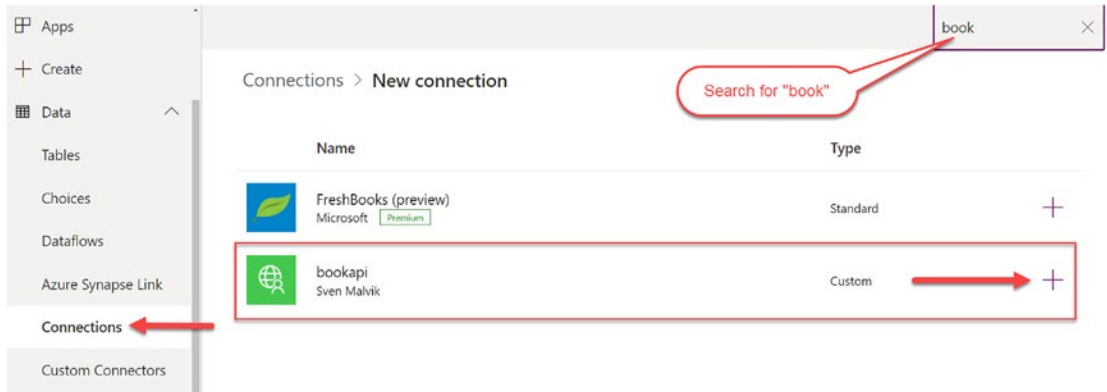 Apps
Create
Data
Tables
Choices
Dataflows
Azure Synapse Link
Connections
Custom Connectors
book
Search for "book"
Connections > New connection
Name Type
FreshBooks (preview)
Microsoft Premium
Standard
bookapi
Sven Malvik
Custom